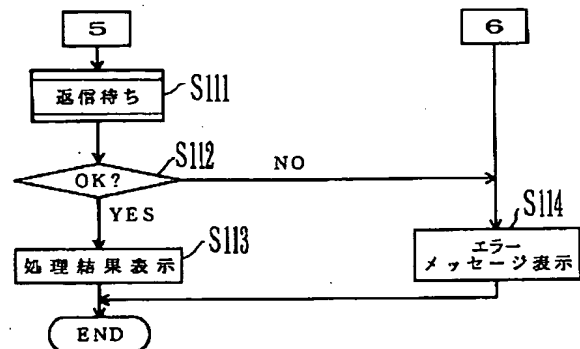 5
6
返信待ち
S111
OK?
S112
NO
YES
処理結果表示
S113
エラー
メッセージ表示
S114
END